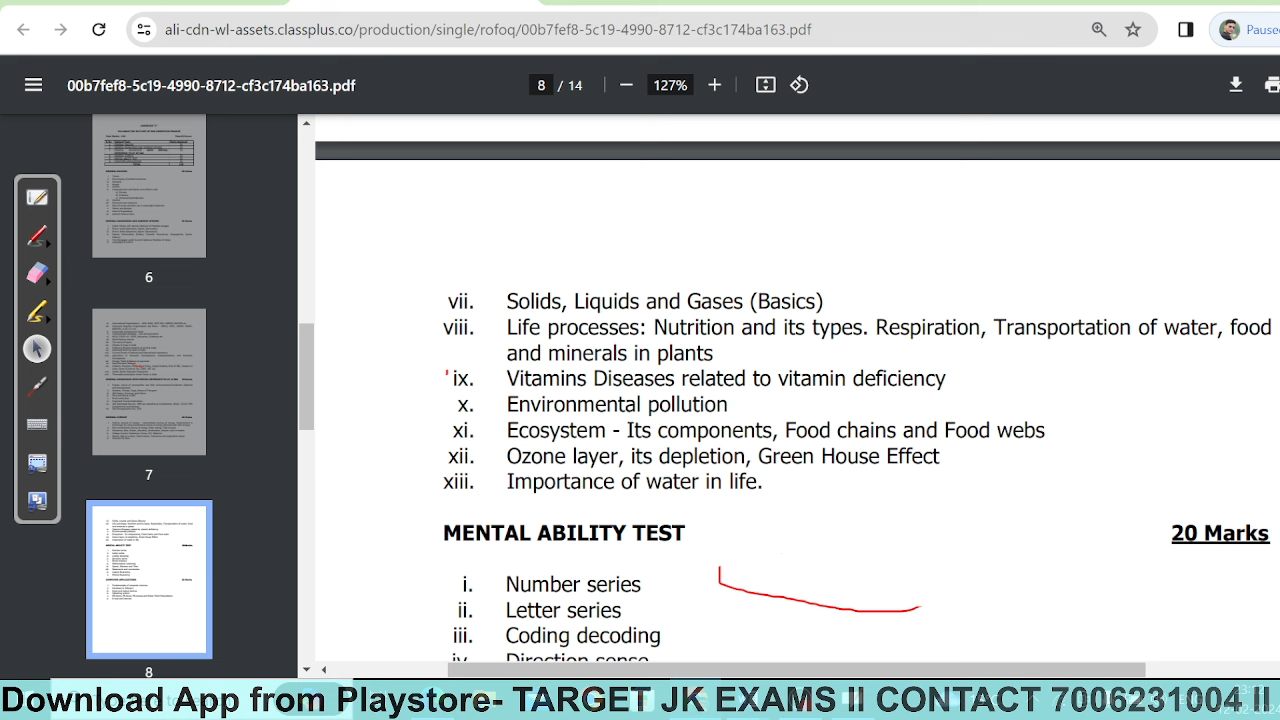 ali-cdn-wl-assets.classplus.co/production/single/rofoq/00b7fef8-5c19-4990-8712-cf3c174ba163.pdf
Paused
00b7fef8-5c19-4990-8712-cf3c174ba163.pdf
8 / 14
127%
6
7
8
vii. Solids, Liquids and Gases (Basics)
viii. Life processes: Nutrition and its types. Respiration, Transportation of water, food
and minerals in plants
ix. Vitamins Diseases related to vitamin deficiency
x. Environmental pollution
xi. Ecosystem - Its components, Food chains and Food webs
xii. Ozone layer, its depletion, Green House Effect
xiii. Importance of water in life.
MENTAL ABILITY TEST 20 Marks
i. Number series
ii. Letter series
iii. Coding decoding
iv. Direction sense
Download App from Playstore- TARGET JK EXAMS II CONTACT 7006231004 II